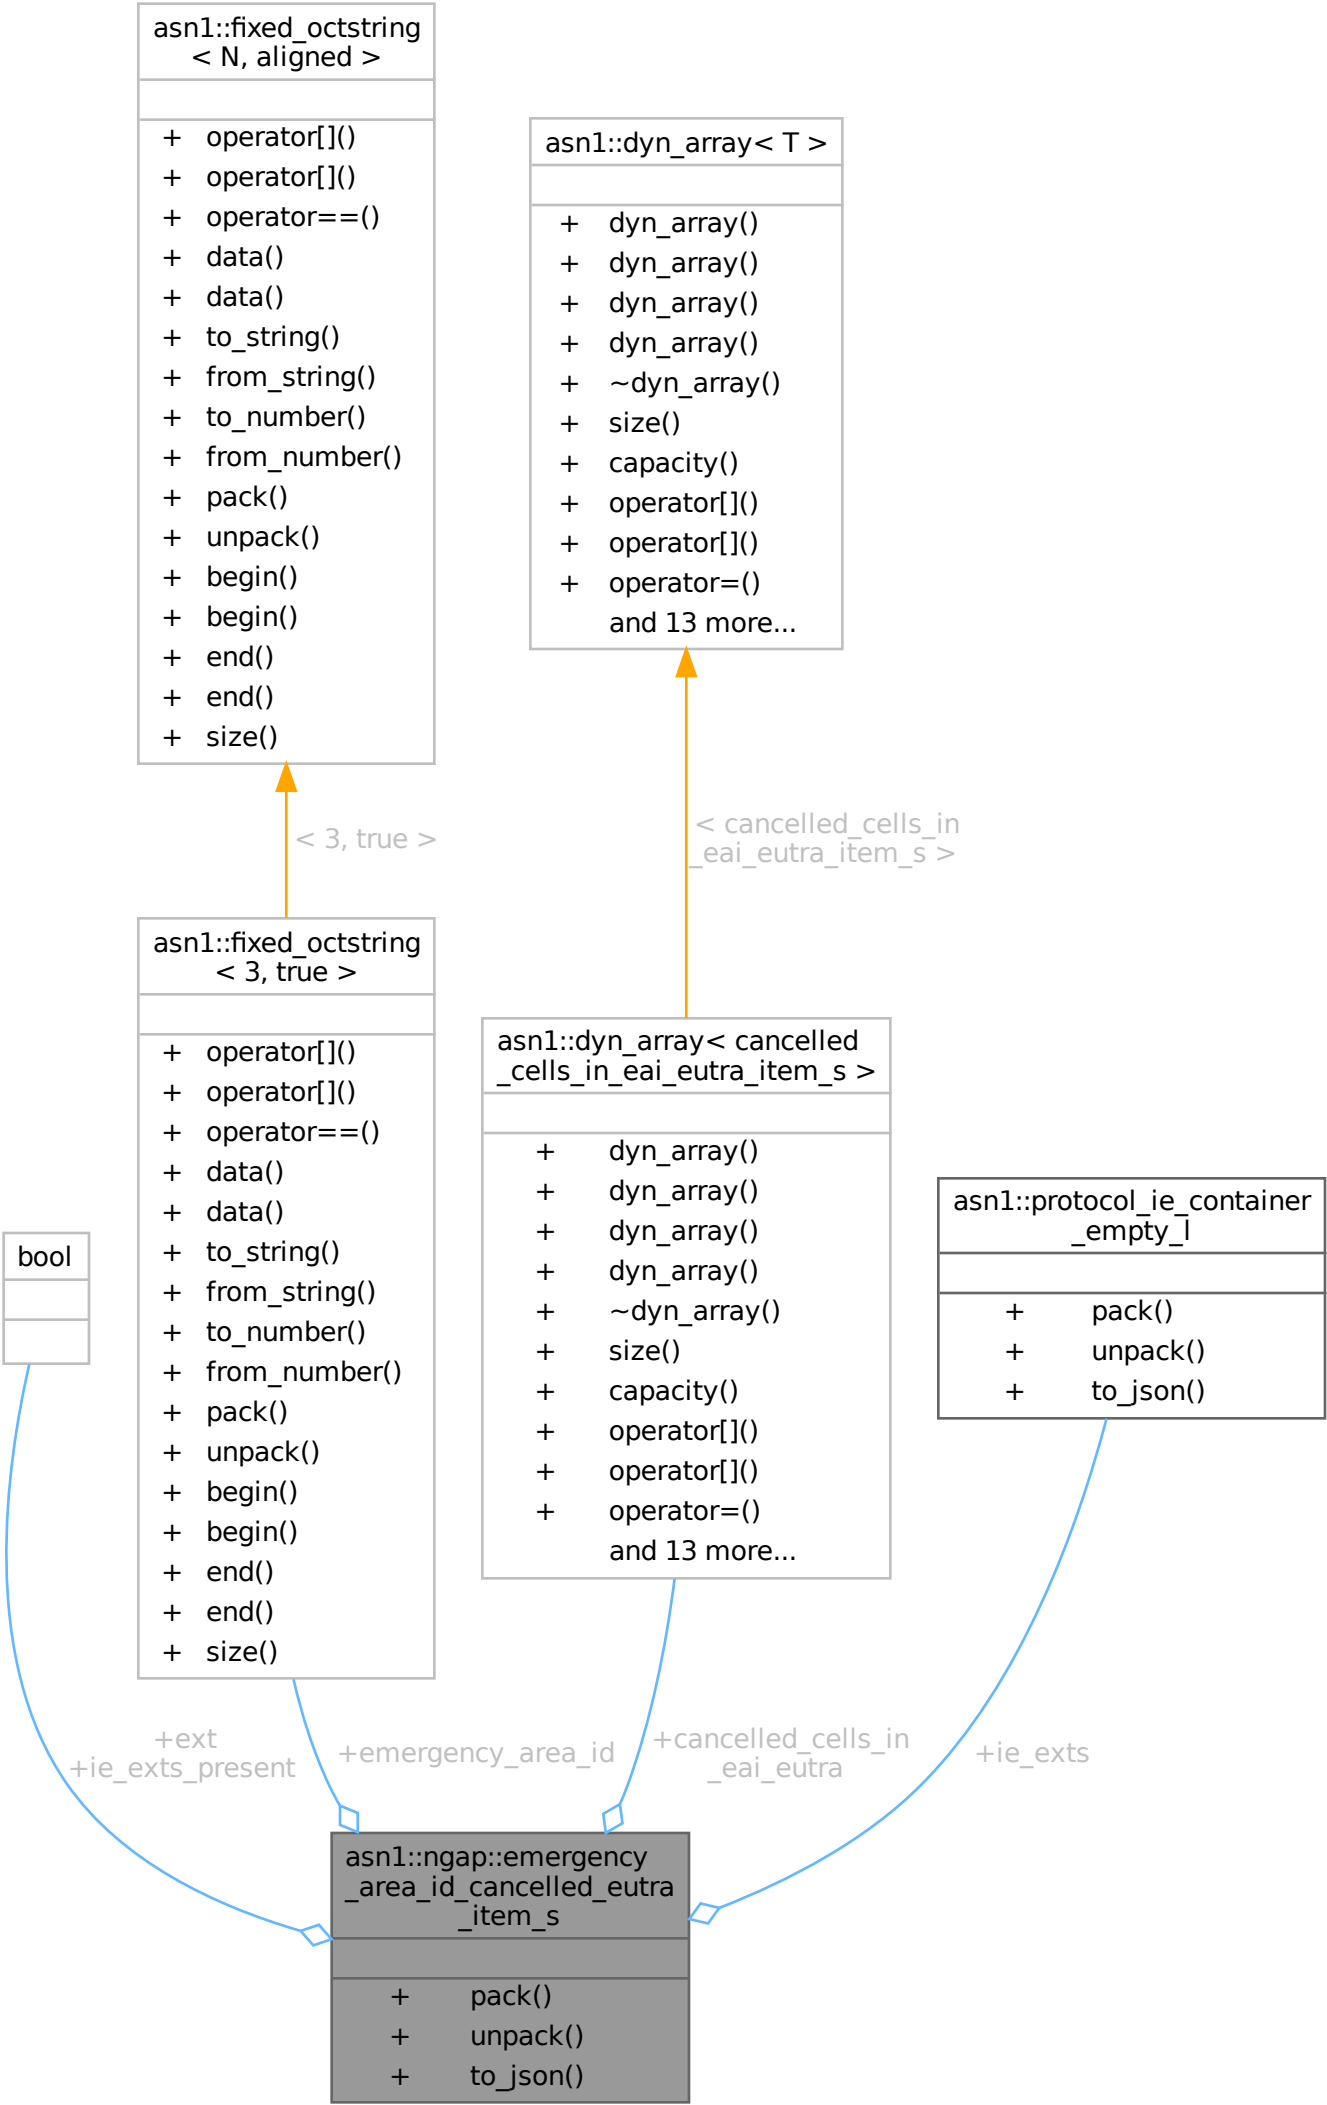 asn1::fixed_octstring
< N, aligned >
+ operator[]()
+ operator[]()
+ operator==()
+ data()
+ data()
+ to_string()
+ from_string()
+ to_number()
+ from_number()
+ pack()
+ unpack()
+ begin()
+ begin()
+ end()
+ end()
+ size()
asn1::dyn_array< T >
+ dyn_array()
+ dyn_array()
+ dyn_array()
+ dyn_array()
+ ~dyn_array()
+ size()
+ capacity()
+ operator[]()
+ operator[]()
+ operator=()
and 13 more...
< 3, true >
< cancelled_cells_in
_eai_eutra_item_s >
asn1::fixed_octstring
< 3, true >
+ operator[]()
+ operator[]()
+ operator==()
+ data()
+ data()
+ to_string()
+ from_string()
+ to_number()
+ from_number()
+ pack()
+ unpack()
+ begin()
+ begin()
+ end()
+ end()
+ size()
asn1::dyn_array< cancelled
_cells_in_eai_eutra_item_s >
+ dyn_array()
+ dyn_array()
+ dyn_array()
+ dyn_array()
+ ~dyn_array()
+ size()
+ capacity()
+ operator[]()
+ operator[]()
+ operator=()
and 13 more...
asn1::protocol_ie_container
_empty_l
+ pack()
+ unpack()
+ to_json()
bool
+ext
+ie_exts_present
+emergency_area_id
+cancelled_cells_in
_eai_eutra
+ie_exts
asn1::ngap::emergency
_area_id_cancelled_eutra
_item_s
+ pack()
+ unpack()
+ to_json()